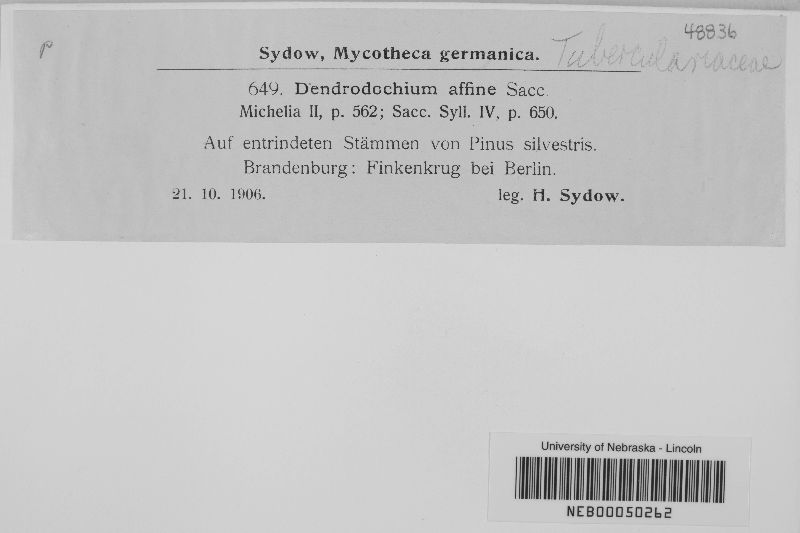 48836
P
Sydow, Mycotheca germanica. Tuberculariaceae
649. Dendrodochium affine Sacc.
Michelia II, p. 562; Sacc. Syll. IV, p. 650.
Auf entrindeten Stämmen von Pinus silvestris.
Brandenburg: Finkenkrug bei Berlin.
21. 10. 1906. leg. H. Sydow.
University of Nebraska - Lincoln
NEB00050262